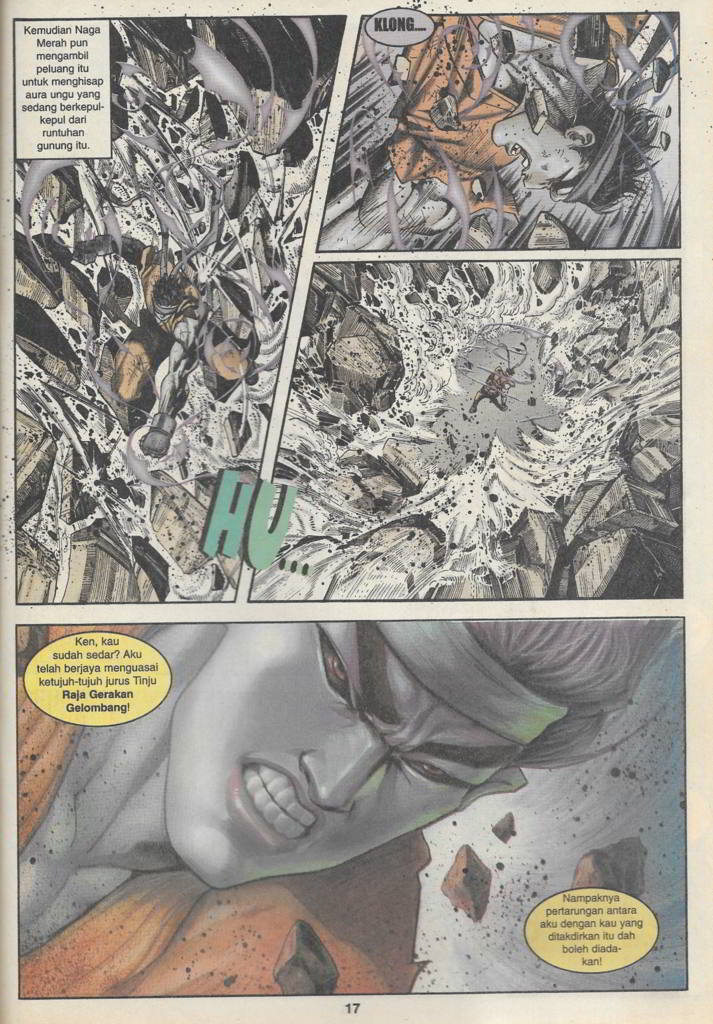 Kemudian Naga
Merah pun
mengambil
peluang itu
untuk menghisap
aura ungu yang
sedang berkepul-
kepul dari
runtuhan
gunung itu.
KLONG....
HU...
Ken, kau
sudah sedar? Aku
telah berjaya menguasai
ketujuh-tujuh jurus Tinju
Raja Gerakan
Gelombang!
Nampaknya
pertarungan antara
aku dengan kau yang
ditakdirkan itu dah
boleh diada-
kan!
17